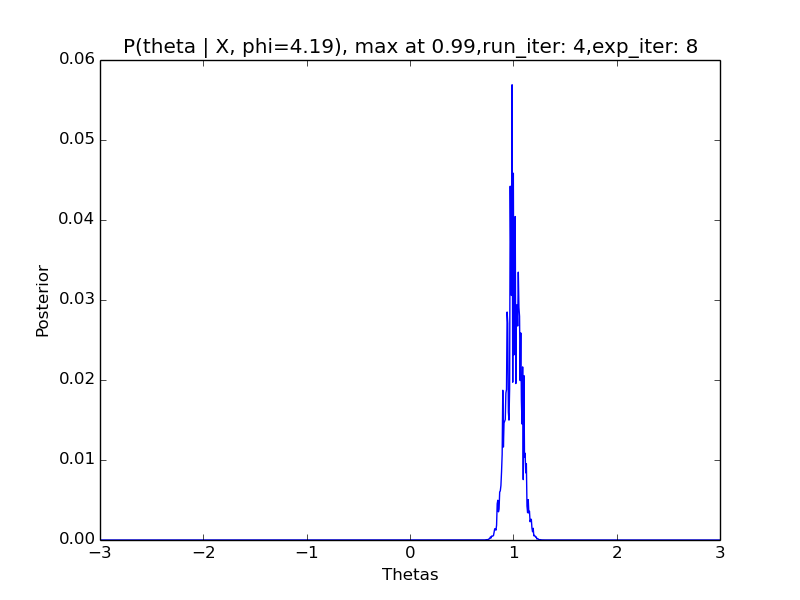 P(theta | X, phi=4.19), max at 0.99,run_iter: 4,exp_iter: 8
0.06
0.05
0.04
0.03
0.02
0.01
0.00
Posterior
−3 −2 −1 0 1 2 3
Thetas